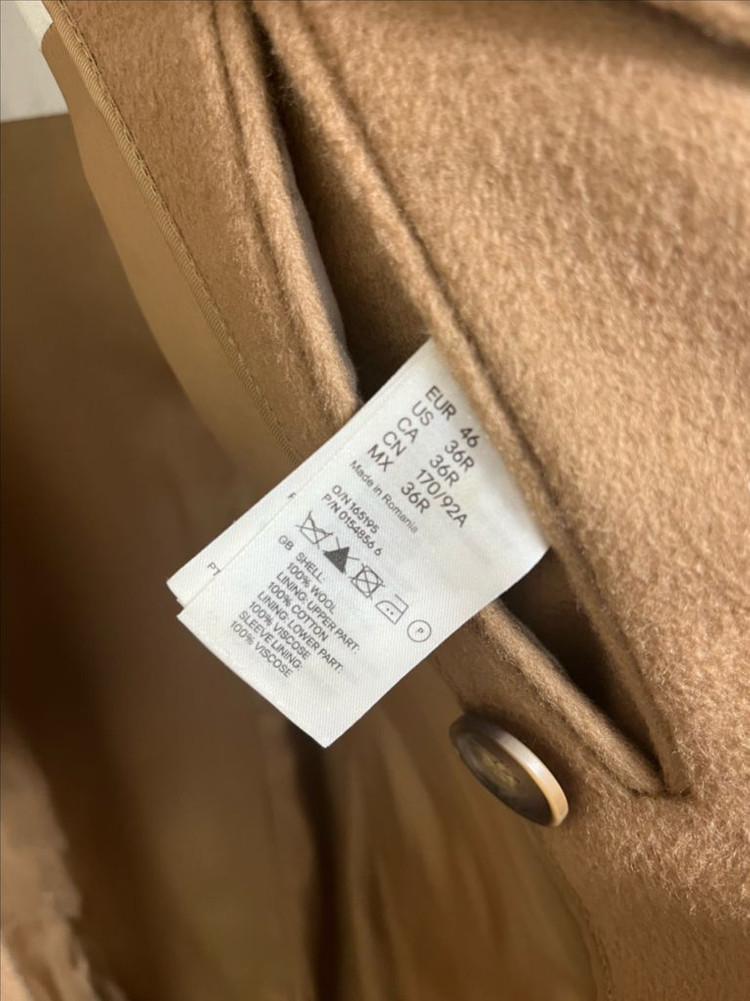 EUR 46
US 36R
CA 36R
CN 170/92A
MX 36R
Made in Romania
O/N 165195
P/N 0154856 6
P
GB SHELL:
100% WOOL
LINING: UPPER PART:
100% COTTON
LINING: LOWER PART:
100% VISCOSE
SLEEVE LINING:
100% VISCOSE
PT